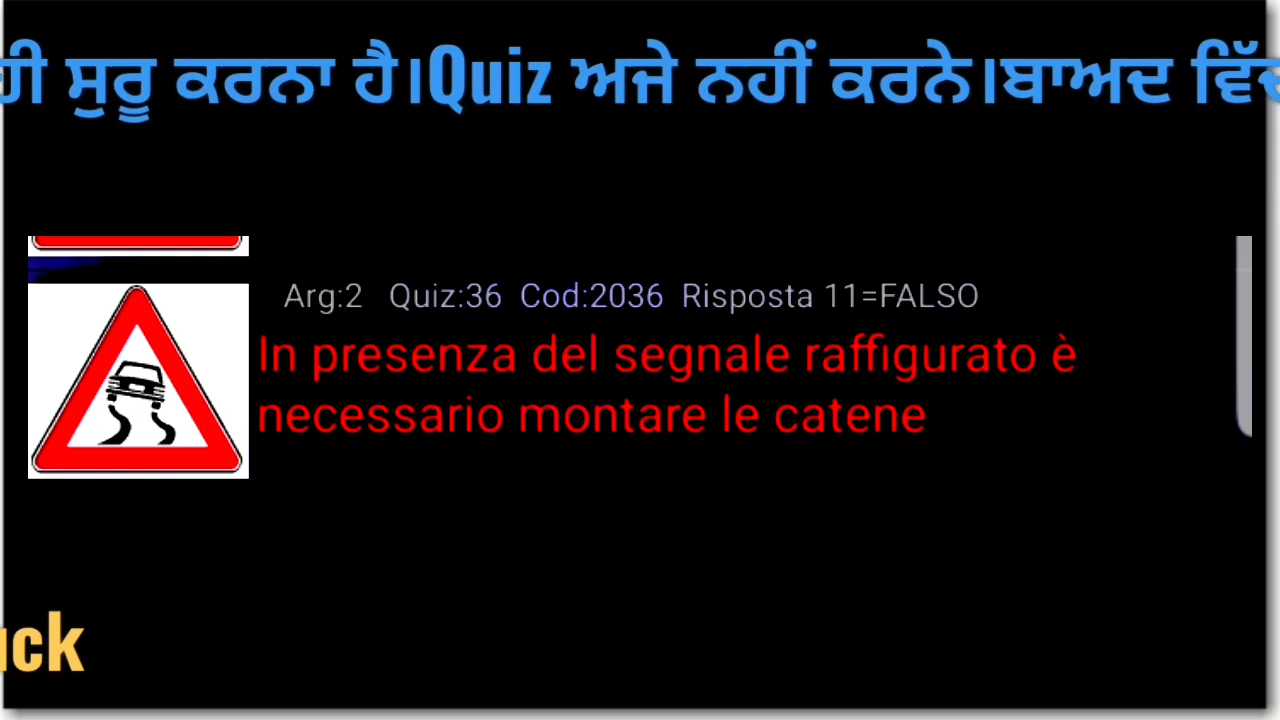 ਸੁਰੂ ਕਰਨਾ ਹੈ।Quiz ਅਜੇ ਨਹੀਂ ਕਰਨੇ।ਬਾਅਦ
Arg:2 Quiz:36 Cod:2036 Risposta 11=FALSO
In presenza del segnale raffigurato è
necessario montare le catene